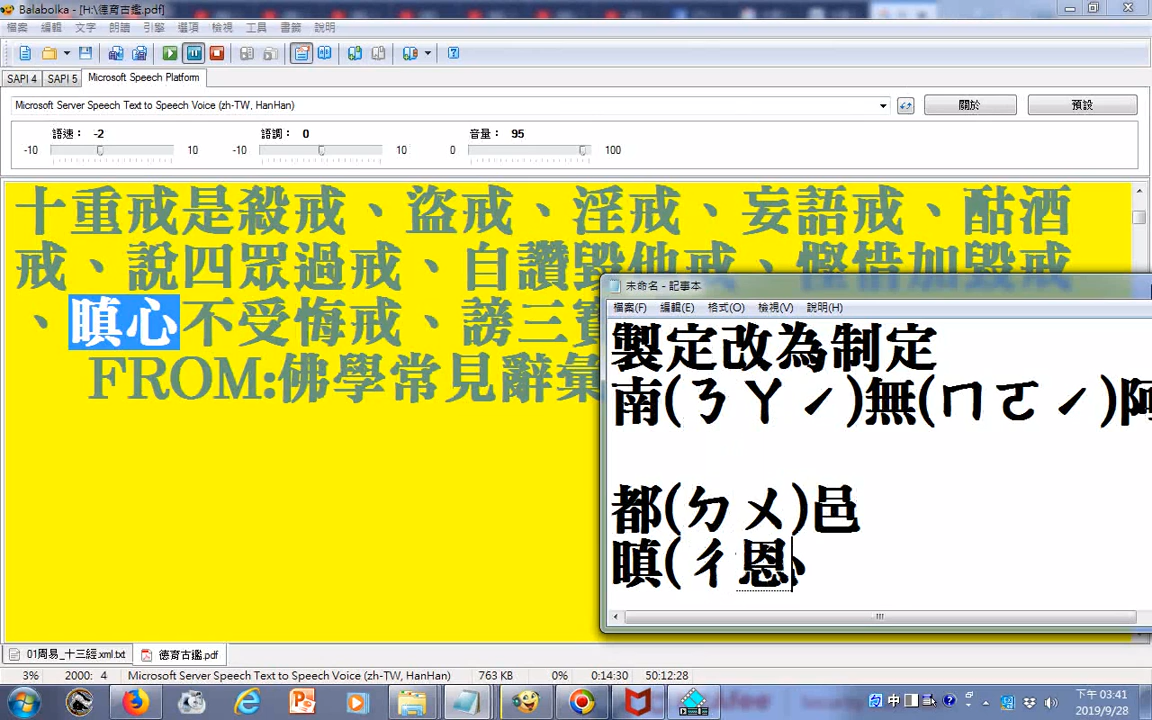 Balabolka - [H:\德育古鑑.pdf]
檔案 編輯 文字 朗讀 引擎 選項 檢視 工具 書籤 說明
SAPI 4 SAPI 5 Microsoft Speech Platform
Microsoft Server Speech Text to Speech Voice (zh-TW, HanHan) 關於 預設
語速： -2 語調： 0 音量： 95
-10 10 -10 10 0 100
十重戒是殺戒、盜戒、淫戒、妄語戒、酤酒
戒、說四眾過戒、自讚毀他戒、慳惜加毀戒
、瞋心不受悔戒、謗三寶
FROM:佛學常見辭彙
未命名 - 記事本
檔案(F) 編輯(E) 格式(O) 檢視(V) 說明(H)
製定改為制定
南(ㄋㄚˊ)無(ㄇㄛˊ)阿
都(ㄉㄨ)邑
瞋(ㄔ恩
01周易_十三經.xml.txt 德育古鑑.pdf
3% 2000: 4 Microsoft Server Speech Text to Speech Voice (zh-TW, HanHan) 763 KB 0% 0:14:30 50:12:28
中 下午 03:41
2019/9/28